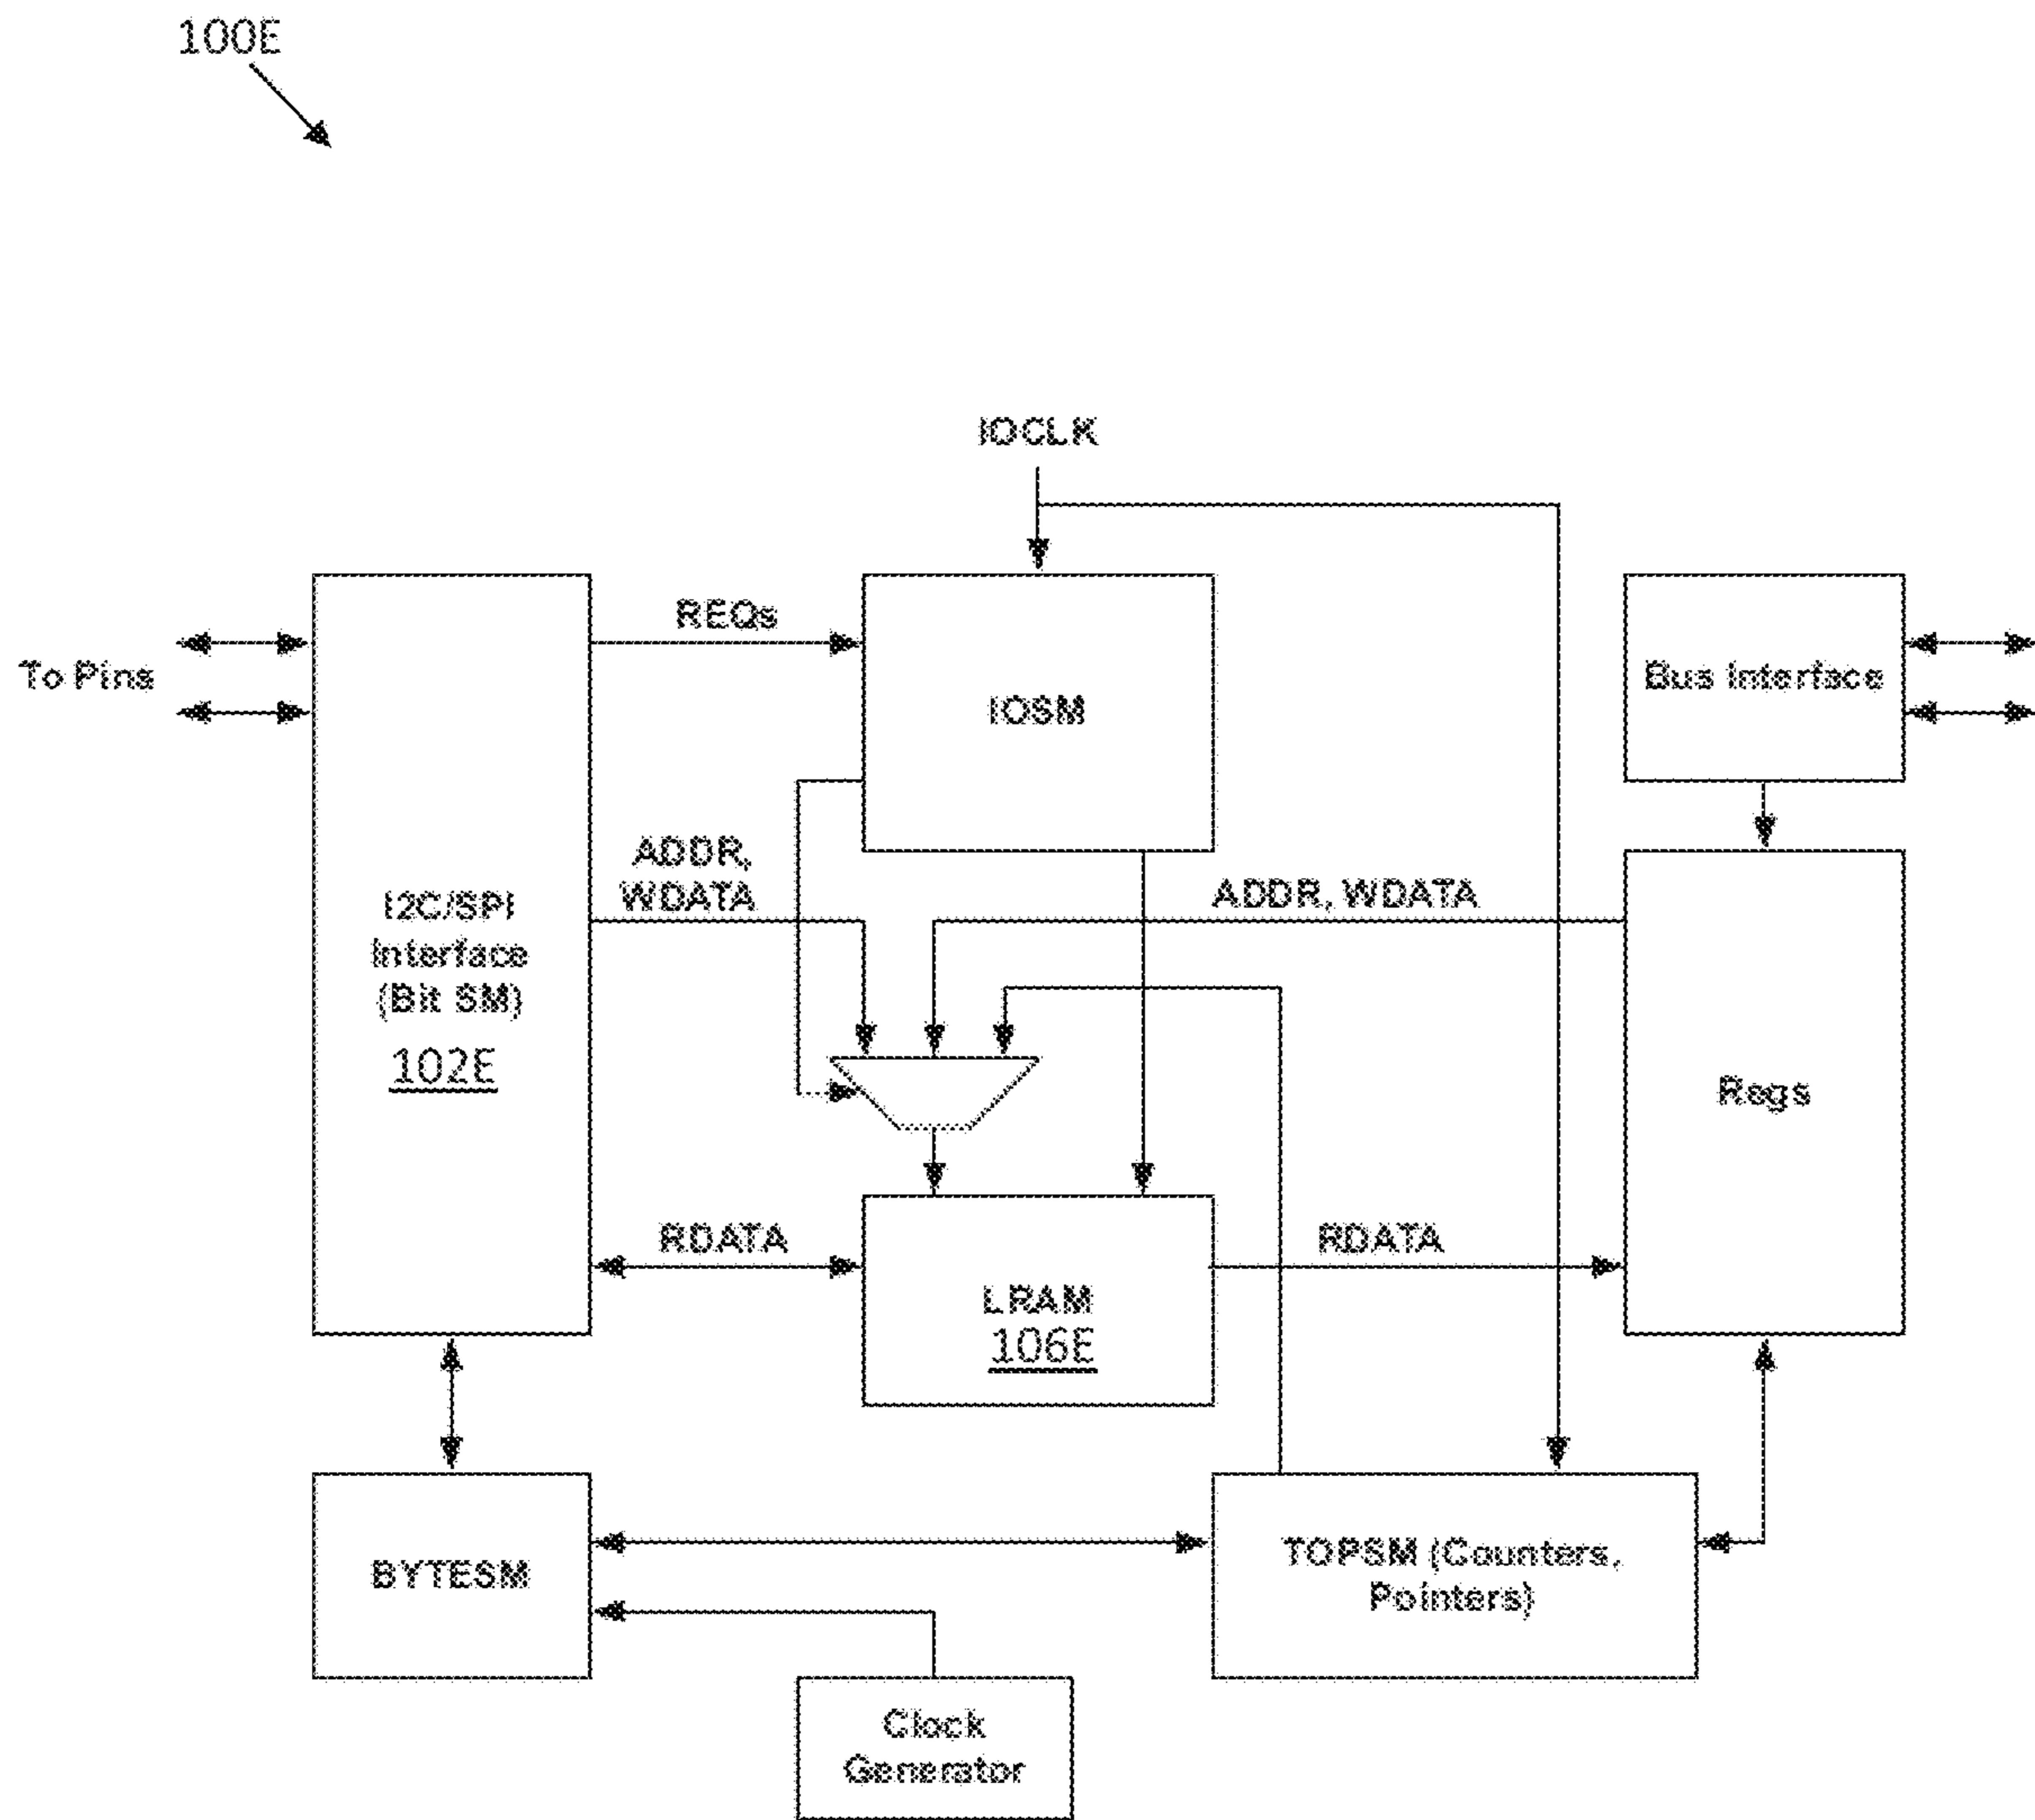 100E
IOCLK
REQs
To Pins
IOSM
Bus Interface
ADDR,
WDATA
ADDR, WDATA
I2C/SPI
Interface
(Bit SM)
102E
Regs
RDATA
RDATA
LRAM
106E
BYTESM
TOPSM (Counters,
Pointers)
Clock
Generator